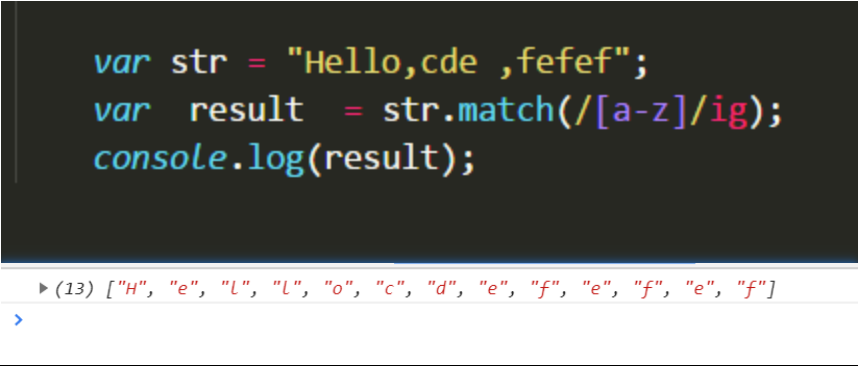 var str = "Hello,cde ,fefef";
var  result  = str.match(/[a-z]/ig);
console.log(result);
(13) ["H", "e", "l", "l", "o", "c", "d", "e", "f", "e", "f", "e", "f"]